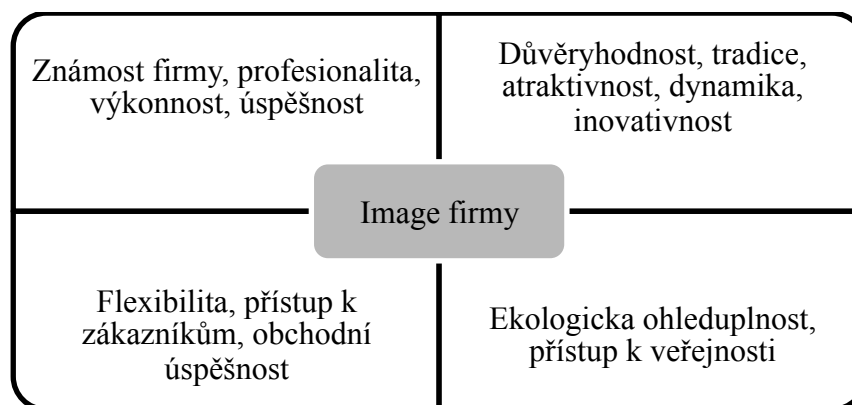 Známost firmy, profesionalita,
výkonnost, úspěšnost
Důvěryhodnost, tradice,
atraktivnost, dynamika,
inovativnost
Image firmy
Flexibilita, přístup k
zákazníkům, obchodní
úspěšnost
Ekologicka ohleduplnost,
přístup k veřejnosti